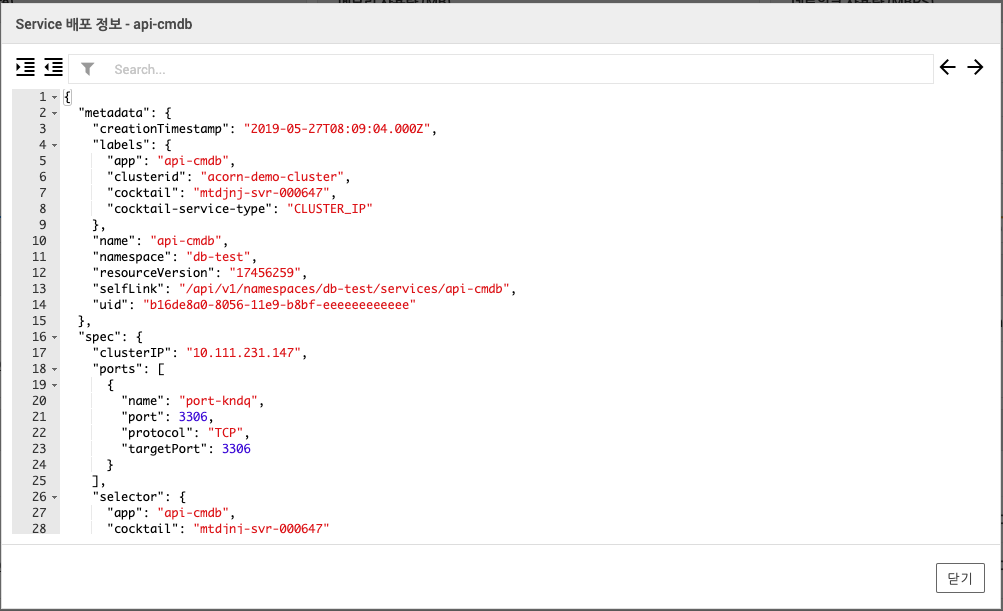 Service 배포 정보 - api-cmdb
Search...
1 {
2 "metadata": {
3 "creationTimestamp": "2019-05-27T08:09:04.000Z",
4 "labels": {
5 "app": "api-cmdb",
6 "clusterid": "acorn-demo-cluster",
7 "cocktail": "mtdjnj-svr-000647",
8 "cocktail-service-type": "CLUSTER_IP"
9 },
10 "name": "api-cmdb",
11 "namespace": "db-test",
12 "resourceVersion": "17456259",
13 "selfLink": "/api/v1/namespaces/db-test/services/api-cmdb",
14 "uid": "b16de8a0-8056-11e9-b8bf-eeeeeeeeeeee"
15 },
16 "spec": {
17 "clusterIP": "10.111.231.147",
18 "ports": [
19 {
20 "name": "port-kndq",
21 "port": 3306,
22 "protocol": "TCP",
23 "targetPort": 3306
24 }
25 ],
26 "selector": {
27 "app": "api-cmdb",
28 "cocktail": "mtdjnj-svr-000647"
닫기